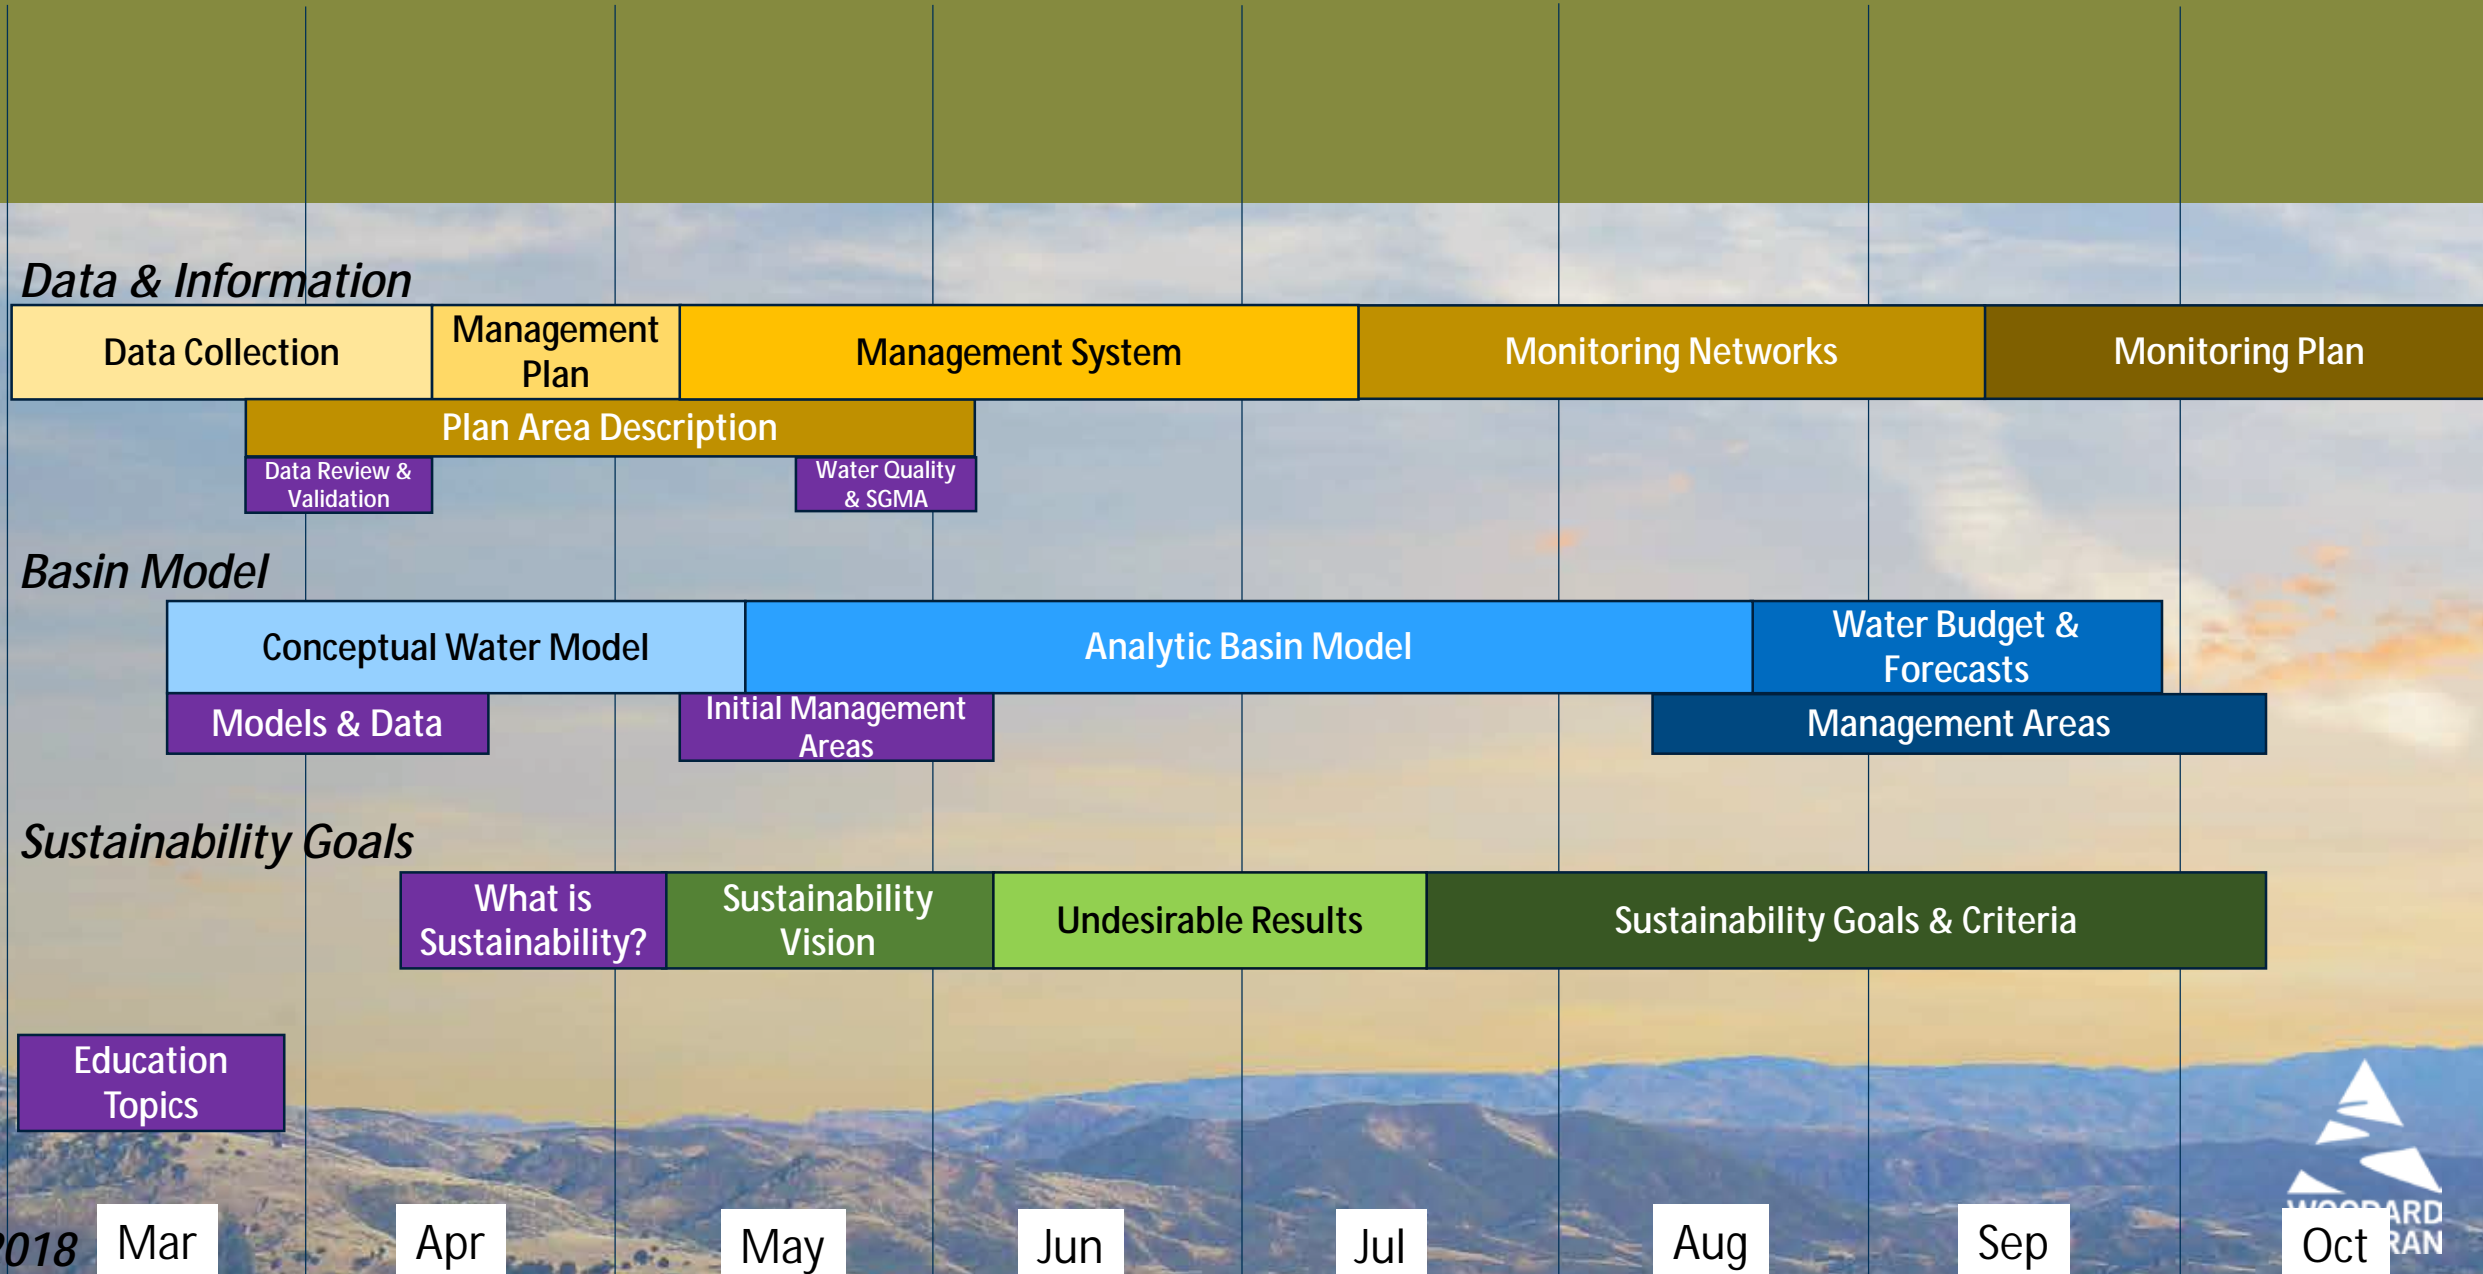 Data & Information
Data Collection
Management
Plan
Management System
Monitoring Networks
Monitoring Plan
Plan Area Description
Data Review &
Validation
Water Quality
& SGMA
Basin Model
Conceptual Water Model
Analytic Basin Model
Water Budget &
Forecasts
Models & Data
Initial Management
Areas
Management Areas
Sustainability Goals
What is
Sustainability?
Sustainability
Vision
Undesirable Results
Sustainability Goals & Criteria
Education
Topics
2018
Mar
Apr
May
Jun
Jul
Aug
Sep
Oct